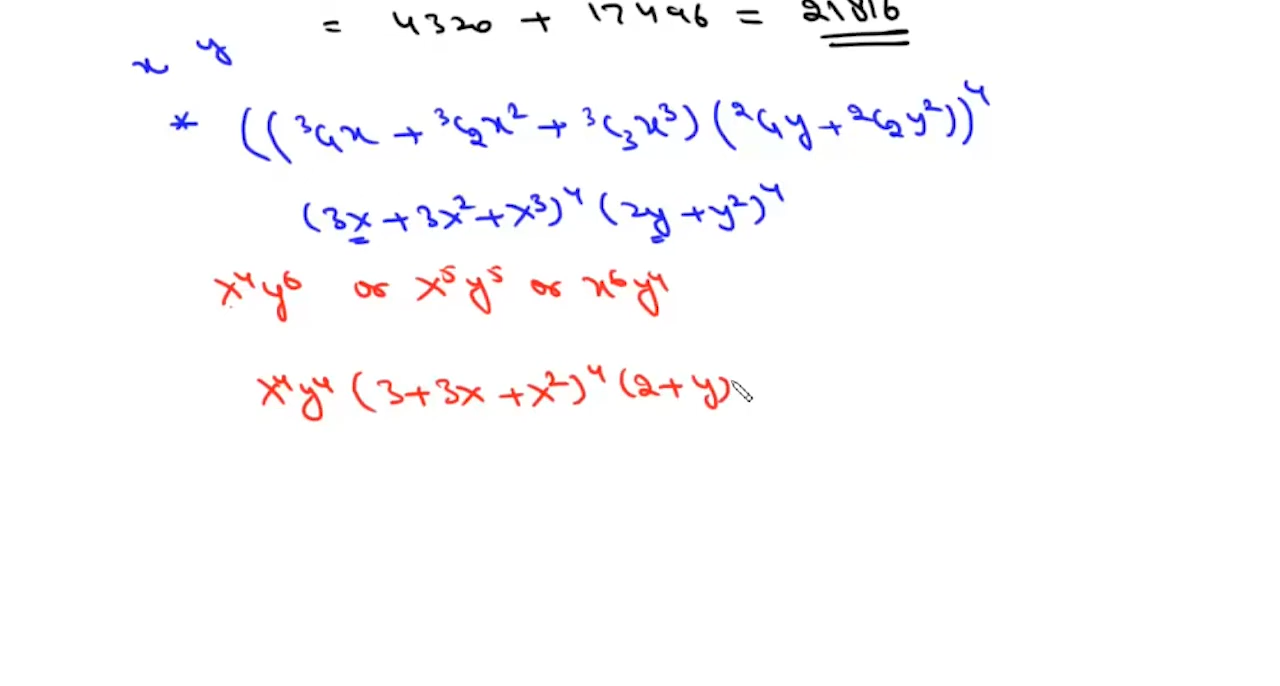 = 4320 + 17496 = 21816
x y
* ((³C₁x + ³C₂x² + ³C₃x³) (²C₁y + ²C₂y²))⁴
(3x + 3x² + x³)⁴ (2y + y²)⁴
x⁴y⁶ or x⁵y⁵ or x⁶y⁴
x⁴y⁴ (3 + 3x + x²)⁴ (2 + y)